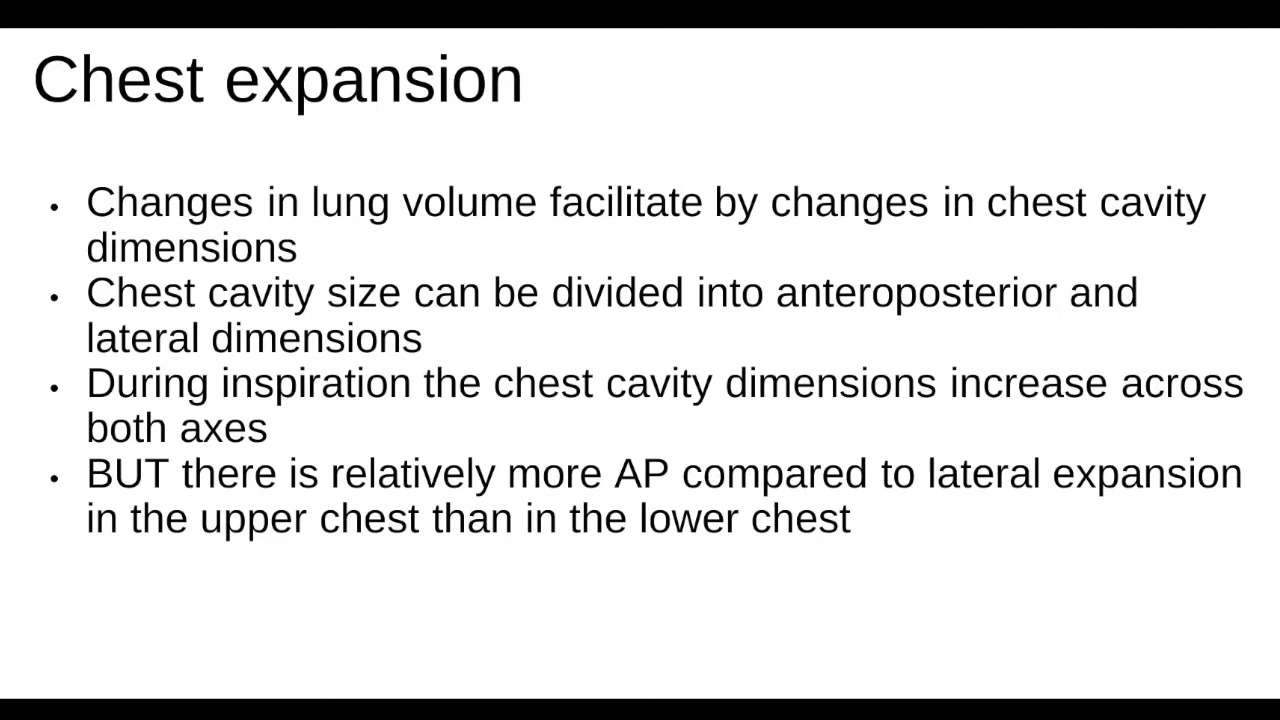 Chest expansion
• Changes in lung volume facilitate by changes in chest cavity
dimensions
• Chest cavity size can be divided into anteroposterior and
lateral dimensions
• During inspiration the chest cavity dimensions increase across
both axes
• BUT there is relatively more AP compared to lateral expansion
in the upper chest than in the lower chest